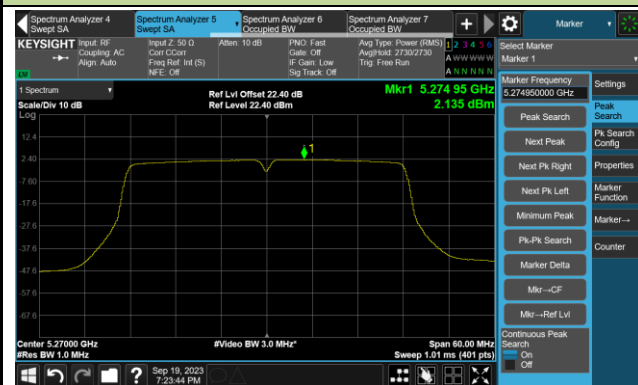 Spectrum Analyzer 4
Swept SA
Spectrum Analyzer 5
Swept SA
Spectrum Analyzer 6
Occupied BW
Spectrum Analyzer 7
Occupied BW
Marker
KEYSIGHT
Input: RF
Coupling: AC
Align: Auto
Input Z: 50 Ω
Corr CCorr
Freq Ref: Int (S)
NFE: Off
Atten: 10 dB
PNO: Fast
Gate: Off
IF Gain: Low
Sig Track: Off
Avg Type: Power (RMS)
Avg|Hold: 2730/2730
Trig: Free Run
1 2 3 4 5 6
A W W W W W
A N N N N N
Select Marker
Marker 1
1 Spectrum
Scale/Div 10 dB
Log
Ref Lvl Offset 22.40 dB
Ref Level 22.40 dBm
Mkr1 5.274 95 GHz
2.135 dBm
1
12.4
2.40
-7.60
-17.6
-27.6
-37.6
-47.6
-57.6
-67.6
Center 5.27000 GHz
#Res BW 1.0 MHz
#Video BW 3.0 MHz*
Span 60.00 MHz
Sweep 1.01 ms (401 pts)
Marker Frequency
5.274950000 GHz
Peak Search
Next Peak
Next Pk Right
Next Pk Left
Minimum Peak
Pk-Pk Search
Marker Delta
Mkr→CF
Mkr→Ref Lvl
Continuous Peak
Search
On
Off
Settings
Peak
Search
Pk Search
Config
Properties
Marker
Function
Marker→
Counter
?
Sep 19, 2023
7:23:44 PM